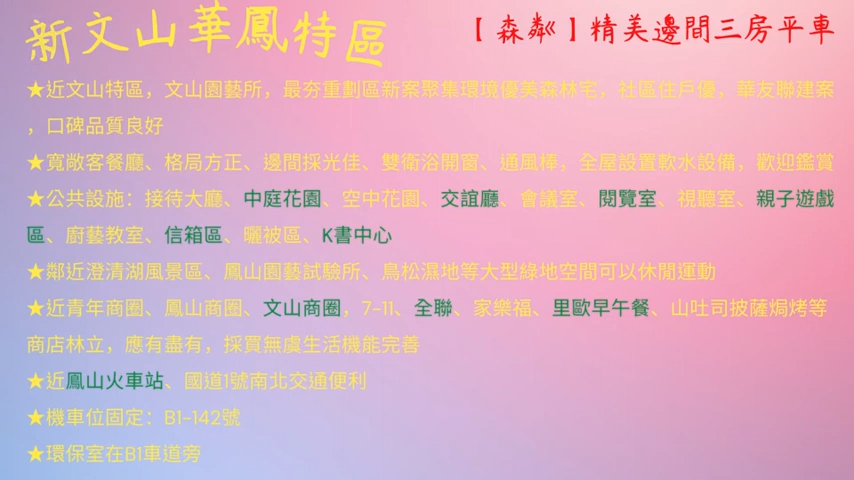 新文山華鳳特區
【森粼】精美邊間三房平車
★近文山特區，文山園藝所，最夯重劃區新案聚集環境優美森林宅，社區住戶優，華友聯建案
，口碑品質良好
★寬敞客餐廳、格局方正、邊間採光佳、雙衛浴開窗、通風棒，全屋設置軟水設備，歡迎鑑賞
★公共設施：接待大廳、中庭花園、空中花園、交誼廳、會議室、閱覽室、視聽室、親子遊戲
區、廚藝教室、信箱區、曬被區、K書中心
★鄰近澄清湖風景區、鳳山園藝試驗所、鳥松濕地等大型綠地空間可以休閒運動
★近青年商圈、鳳山商圈、文山商圈，7-11、全聯、家樂福、里歐早午餐、山吐司披薩焗烤等
商店林立，應有盡有，採買無虞生活機能完善
★近鳳山火車站、國道1號南北交通便利
★機車位固定：B1-142號
★環保室在B1車道旁